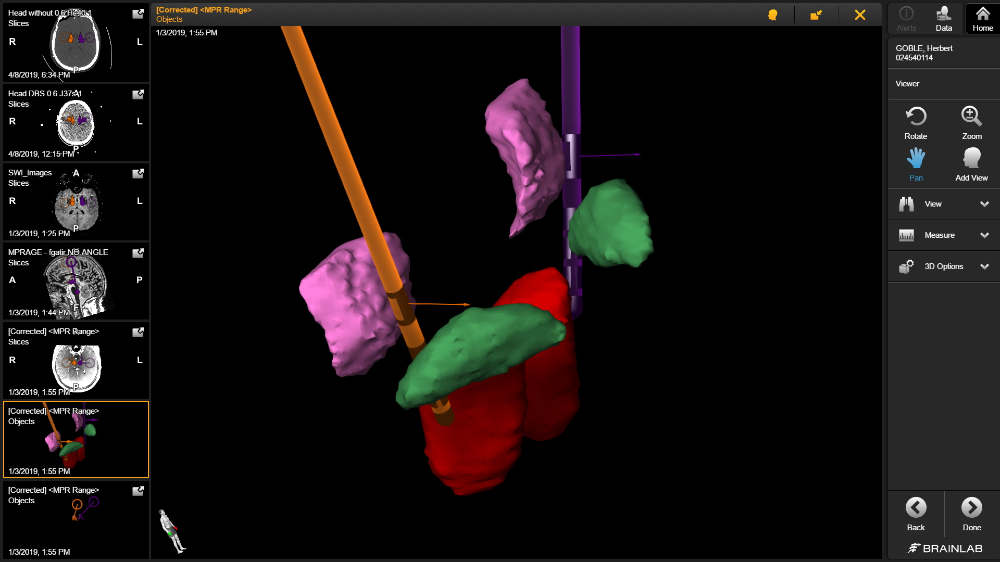 Head without 0.6 Hc40 1
Slices
R
L
P
4/8/2019, 6:34 PM
Head DBS 0.6 J37s 1
A
Slices
R
L
P
4/8/2019, 12:15 PM
SWI_Images
A
Slices
R
L
P
1/3/2019, 1:25 PM
MPRAGE - fgatir NO ANGLE
Slices
A
P
F
1/3/2019, 1:44 PM
[Corrected] <MPR Range>
Slices
R
L
P
1/3/2019, 1:55 PM
[Corrected] <MPR Range>
Objects
1/3/2019, 1:55 PM
[Corrected] <MPR Range>
Objects
1/3/2019, 1:55 PM
[Corrected] <MPR Range>
Objects
1/3/2019, 1:55 PM
Alerts
Data
Home
GOBLE, Herbert
024540114
Viewer
Rotate
Zoom
Pan
Add View
View
Measure
3D Options
Back
Done
BRAINLAB